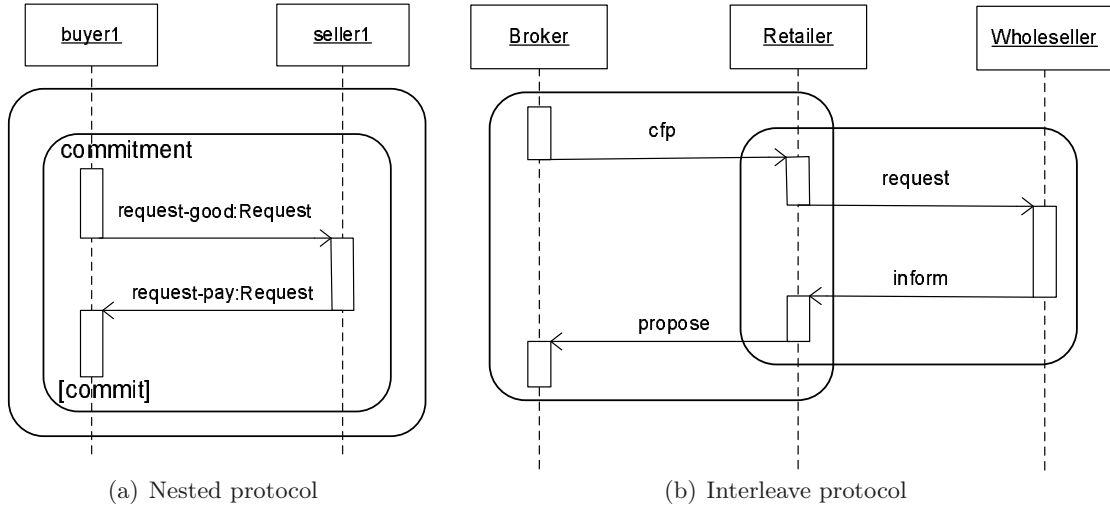 buyer1
seller1
commitment
request-good:Request
request-pay:Request
[commit]
(a) Nested protocol
Broker
Retailer
Wholeseller
cfp
request
inform
propose
(b) Interleave protocol